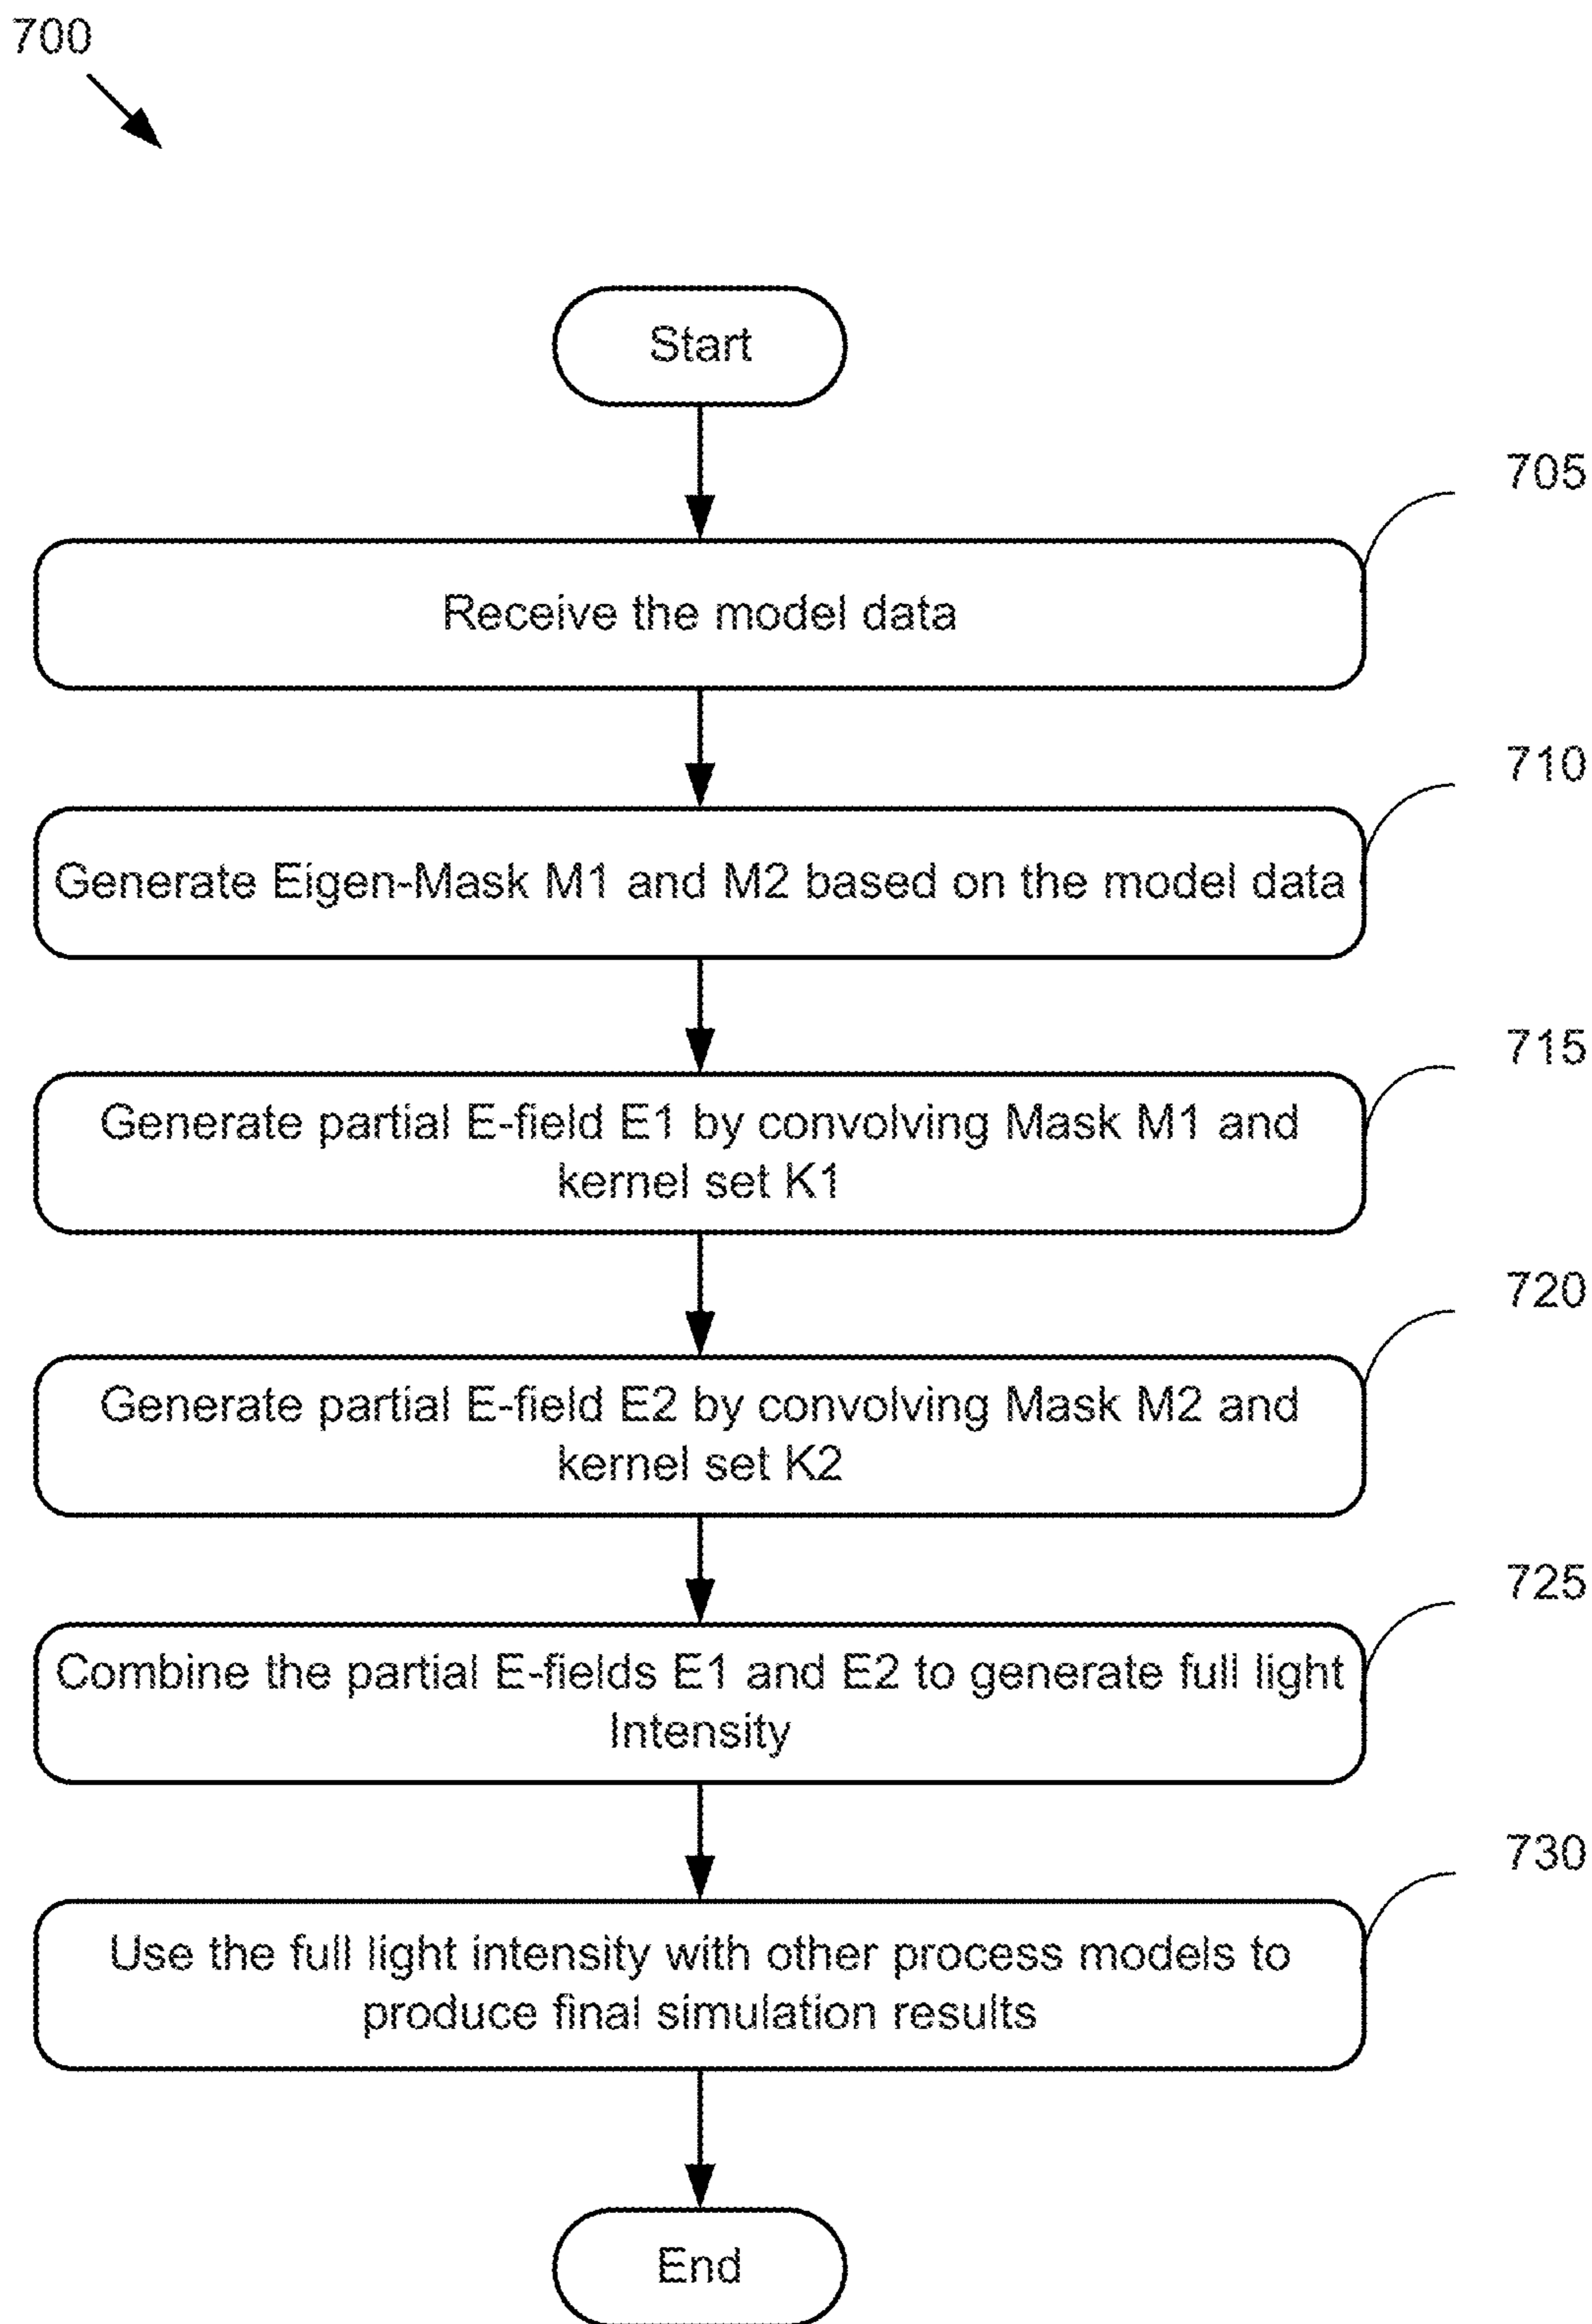 700
Start
705
Receive the model data
710
Generate Eigen-Mask M1 and M2 based on the model data
715
Generate partial E-field E1 by convolving Mask M1 and
kernel set K1
720
Generate partial E-field E2 by convolving Mask M2 and
kernel set K2
725
Combine the partial E-fields E1 and E2 to generate full light
Intensity
730
Use the full light intensity with other process models to
produce final simulation results
End